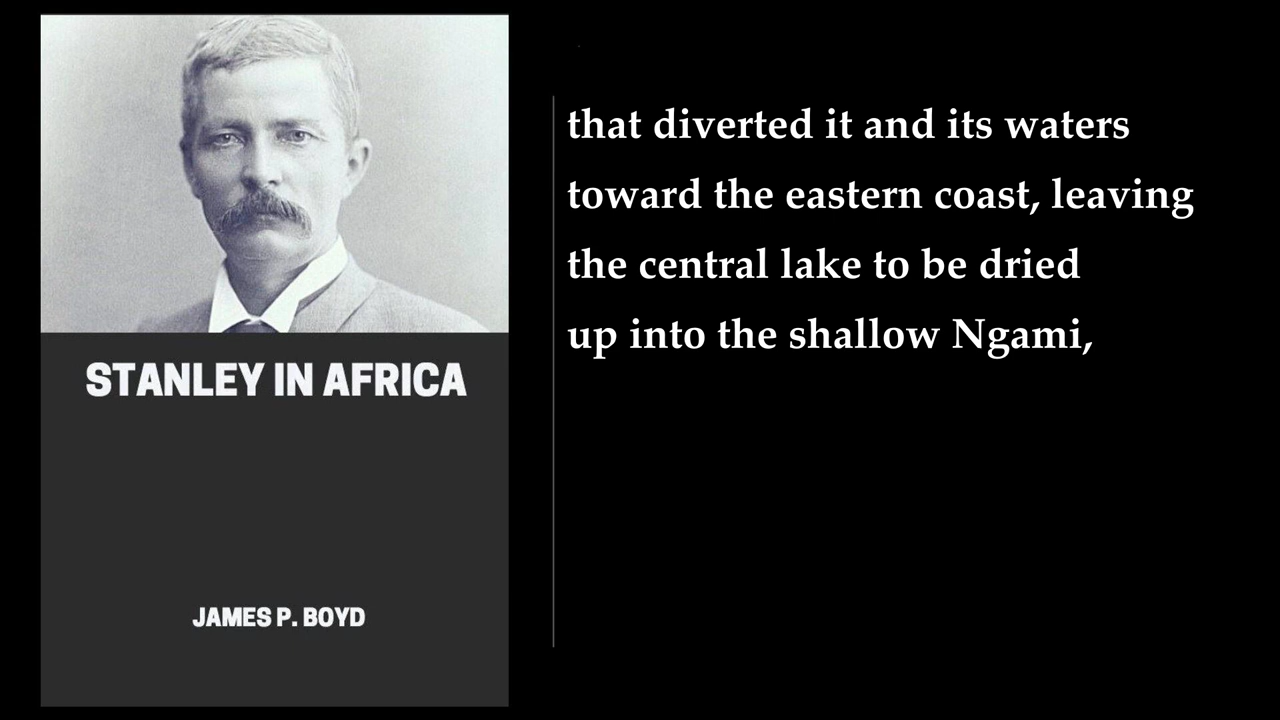 STANLEY IN AFRICA
JAMES P. BOYD
that diverted it and its waters
toward the eastern coast, leaving
the central lake to be dried
up into the shallow Ngami,